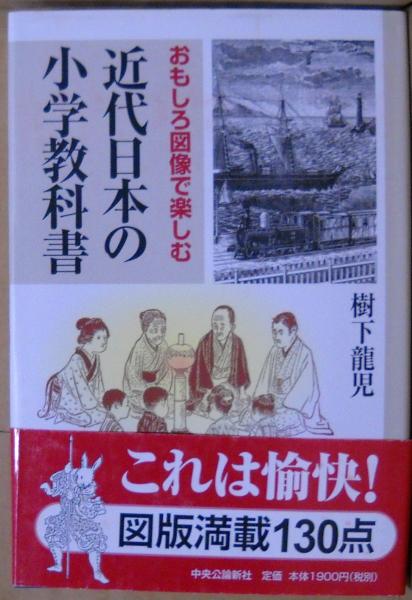 おもしろ図像で楽しむ
近代日本の
小学教科書
樹下龍児
これは愉快!
図版満載130点
中央公論新社 定価 本体1900円(税別)